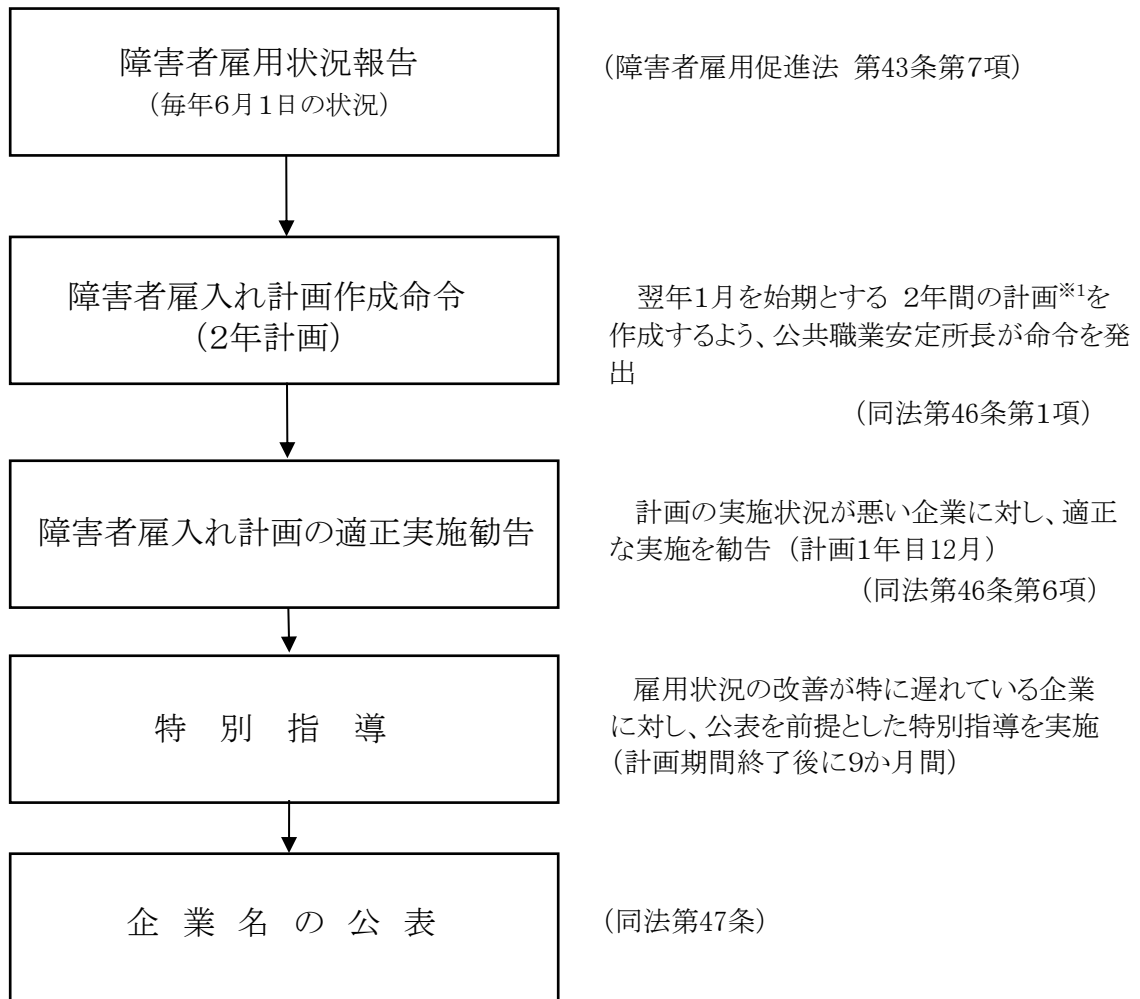 障害者雇用状況報告
（毎年６月１日の状況）
（障害者雇用促進法 第43条第７項）
障害者雇入れ計画作成命令
（２年計画）
翌年１月を始期とする ２年間の計画※1を
作成するよう、公共職業安定所長が命令を発
出
（同法第46条第１項）
障害者雇入れ計画の適正実施勧告
計画の実施状況が悪い企業に対し、適正
な実施を勧告 （計画１年目12月）
（同法第46条第６項）
特 別 指 導
雇用状況の改善が特に遅れている企業
に対し、公表を前提とした特別指導を実施
（計画期間終了後に９か月間）
企 業 名 の 公 表
（同法第47条）